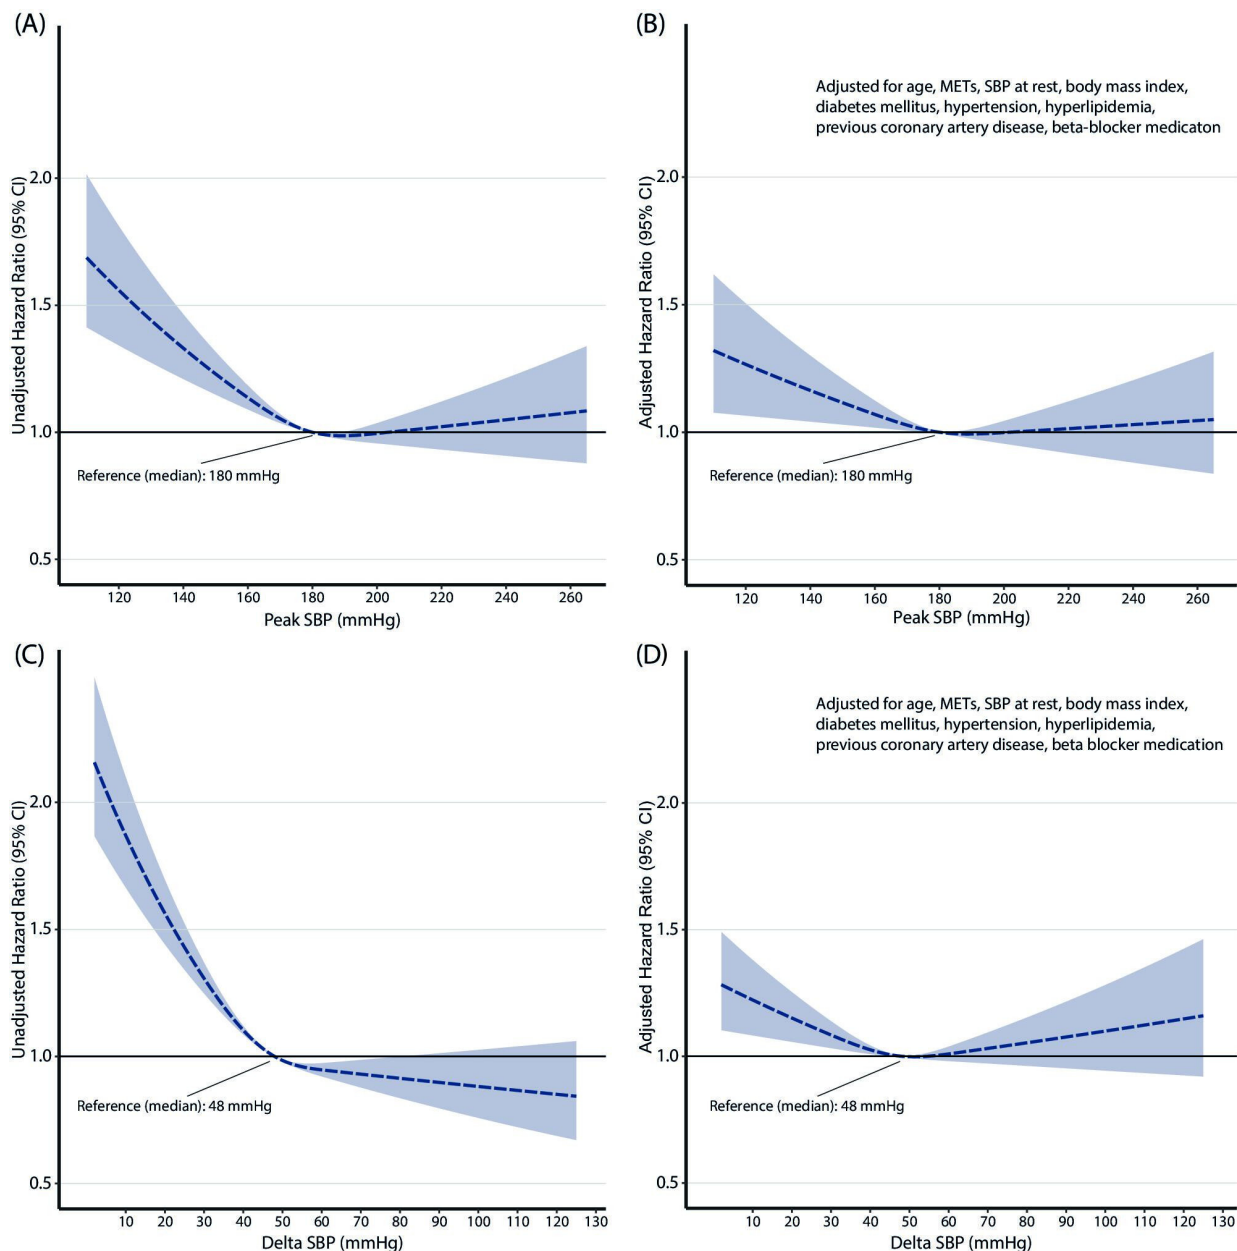 (A)
Unadjusted Hazard Ratio (95% CI)
2.0
1.5
1.0
0.5
Reference (median): 180 mmHg
120 140 160 180 200 220 240 260
Peak SBP (mmHg)
(B)
Adjusted for age, METs, SBP at rest, body mass index,
diabetes mellitus, hypertension, hyperlipidemia,
previous coronary artery disease, beta-blocker medicaton
Adjusted Hazard Ratio (95% CI)
2.0
1.5
1.0
0.5
Reference (median): 180 mmHg
120 140 160 180 200 220 240 260
Peak SBP (mmHg)
(C)
Unadjusted Hazard Ratio (95% CI)
2.0
1.5
1.0
0.5
Reference (median): 48 mmHg
10 20 30 40 50 60 70 80 90 100 110 120 130
Delta SBP (mmHg)
(D)
Adjusted for age, METs, SBP at rest, body mass index,
diabetes mellitus, hypertension, hyperlipidemia,
previous coronary artery disease, beta blocker medication
Adjusted Hazard Ratio (95% CI)
2.0
1.5
1.0
0.5
Reference (median): 48 mmHg
10 20 30 40 50 60 70 80 90 100 110 120 130
Delta SBP (mmHg)